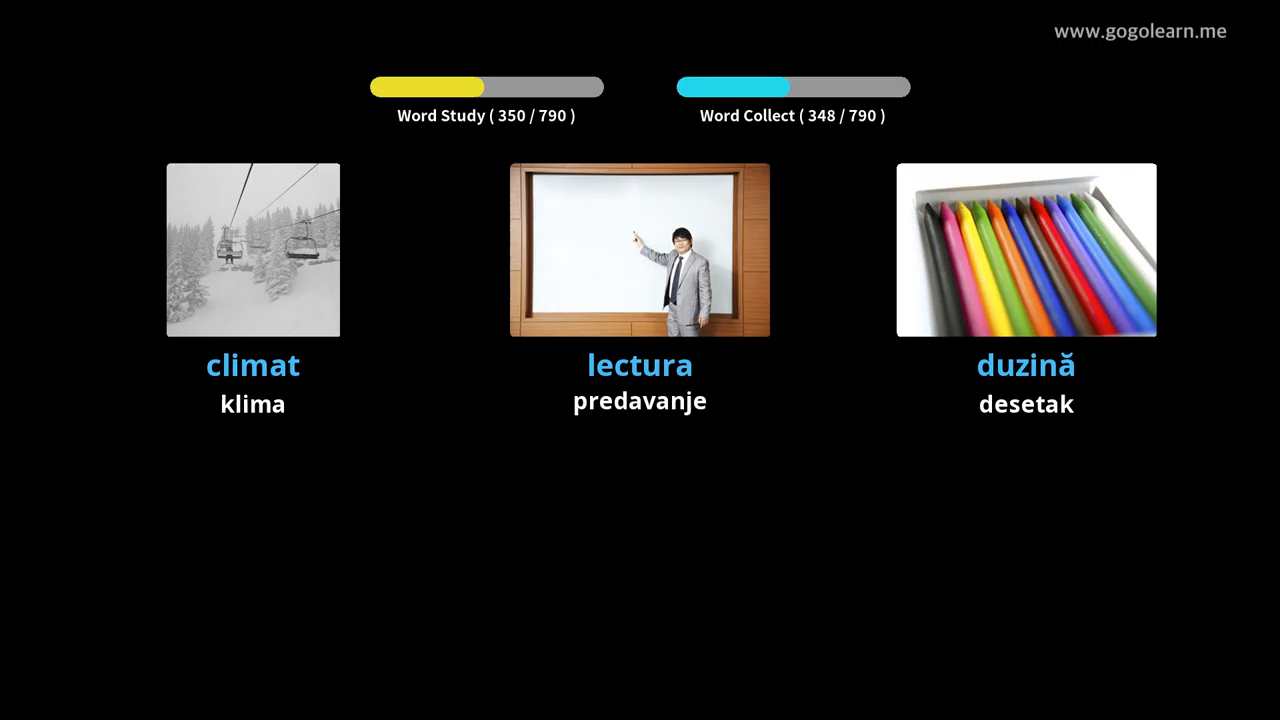 www.gogolearn.me
Word Study ( 350 / 790 )
Word Collect ( 348 / 790 )
climat
lectura
duzină
klima
predavanje
desetak